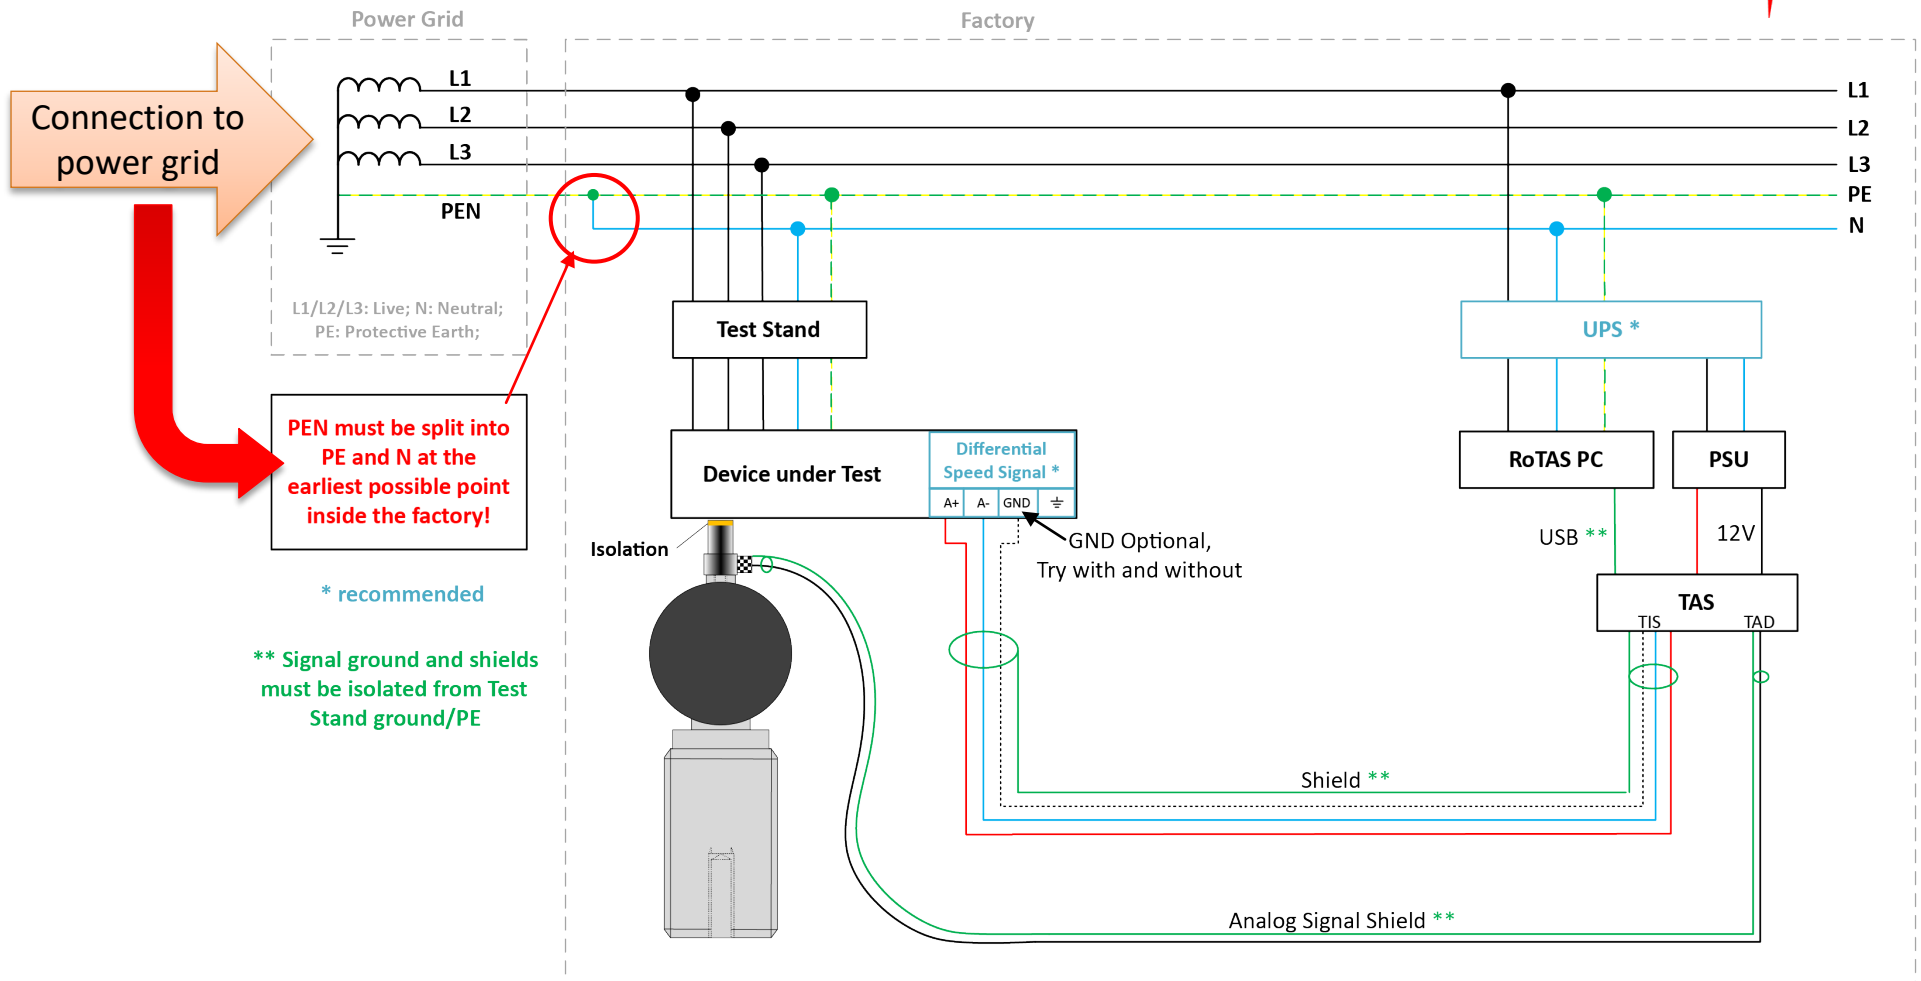 Power Grid
Factory
Connection to
power grid
L1
L2
L3
PEN
L1
L2
L3
PE
N
L1/L2/L3: Live; N: Neutral;
PE: Protective Earth;
Test Stand
UPS *
PEN must be split into
PE and N at the
earliest possible point
inside the factory!
Device under Test
Differential
Speed Signal *
A+
A-
GND
RoTAS PC
PSU
Isolation
GND Optional,
Try with and without
USB **
12V
* recommended
TAS
TIS
TAD
** Signal ground and shields
must be isolated from Test
Stand ground/PE
Shield **
Analog Signal Shield **